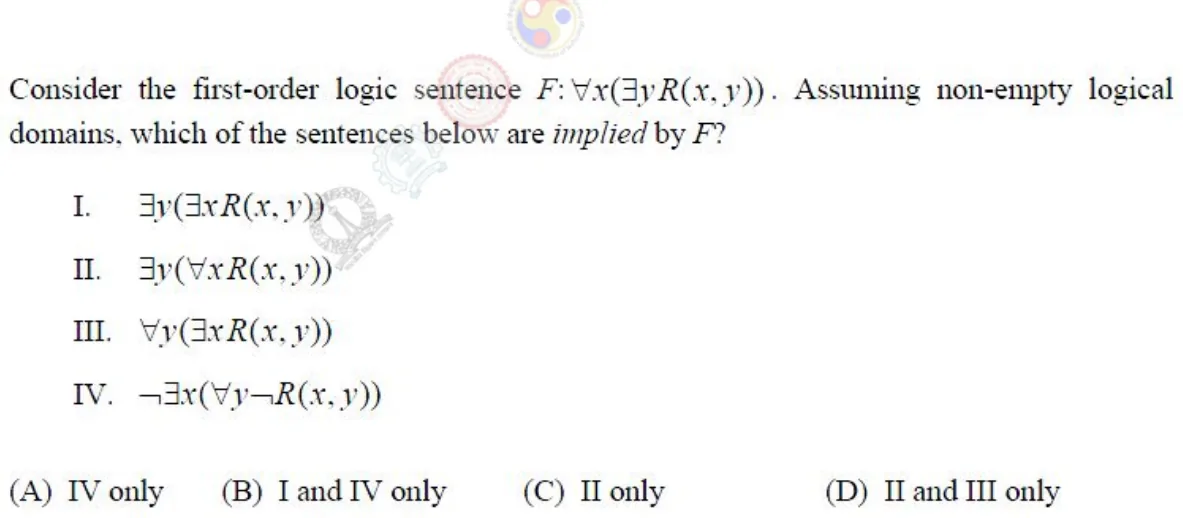 Consider the first-order logic sentence F: ∀x(∃yR(x, y)). Assuming non-empty logical
domains, which of the sentences below are implied by F?
I. ∃y(∃xR(x, y))
II. ∃y(∀xR(x, y))
III. ∀y(∃xR(x, y))
IV. ¬∃x(∀y¬R(x, y))
(A) IV only (B) I and IV only (C) II only (D) II and III only